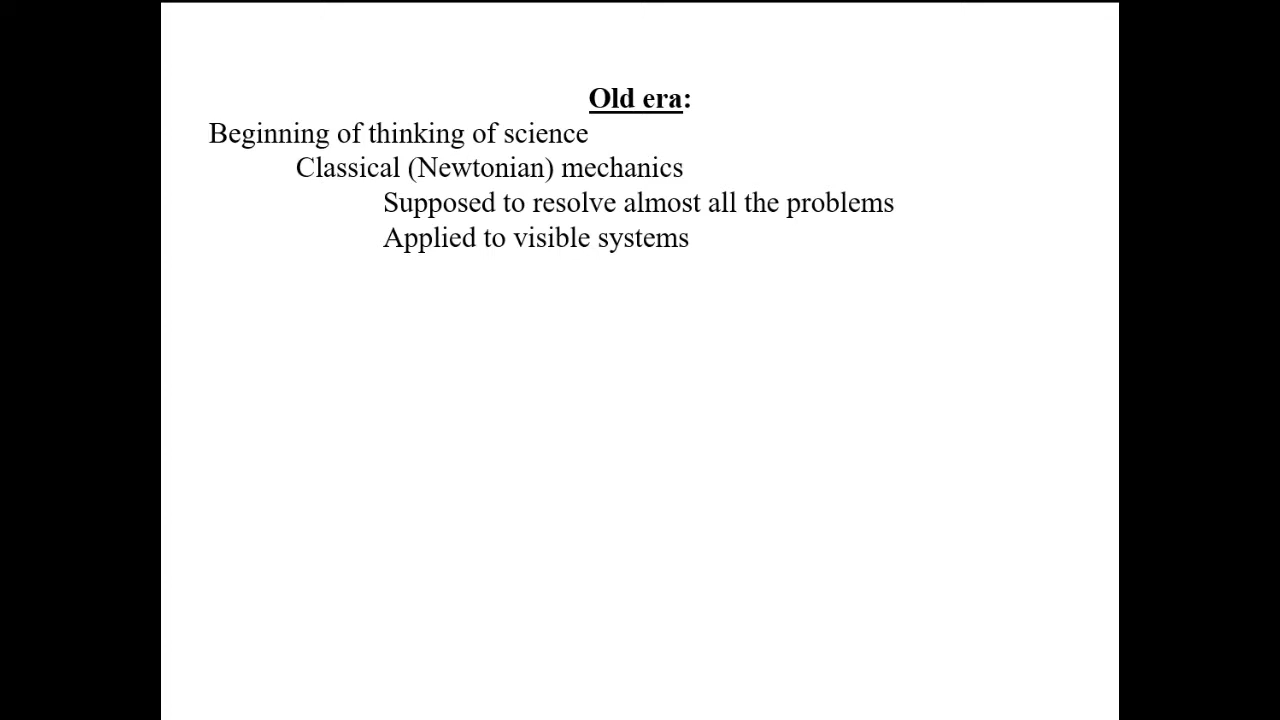 Old era:
Beginning of thinking of science
Classical (Newtonian) mechanics
Supposed to resolve almost all the problems
Applied to visible systems